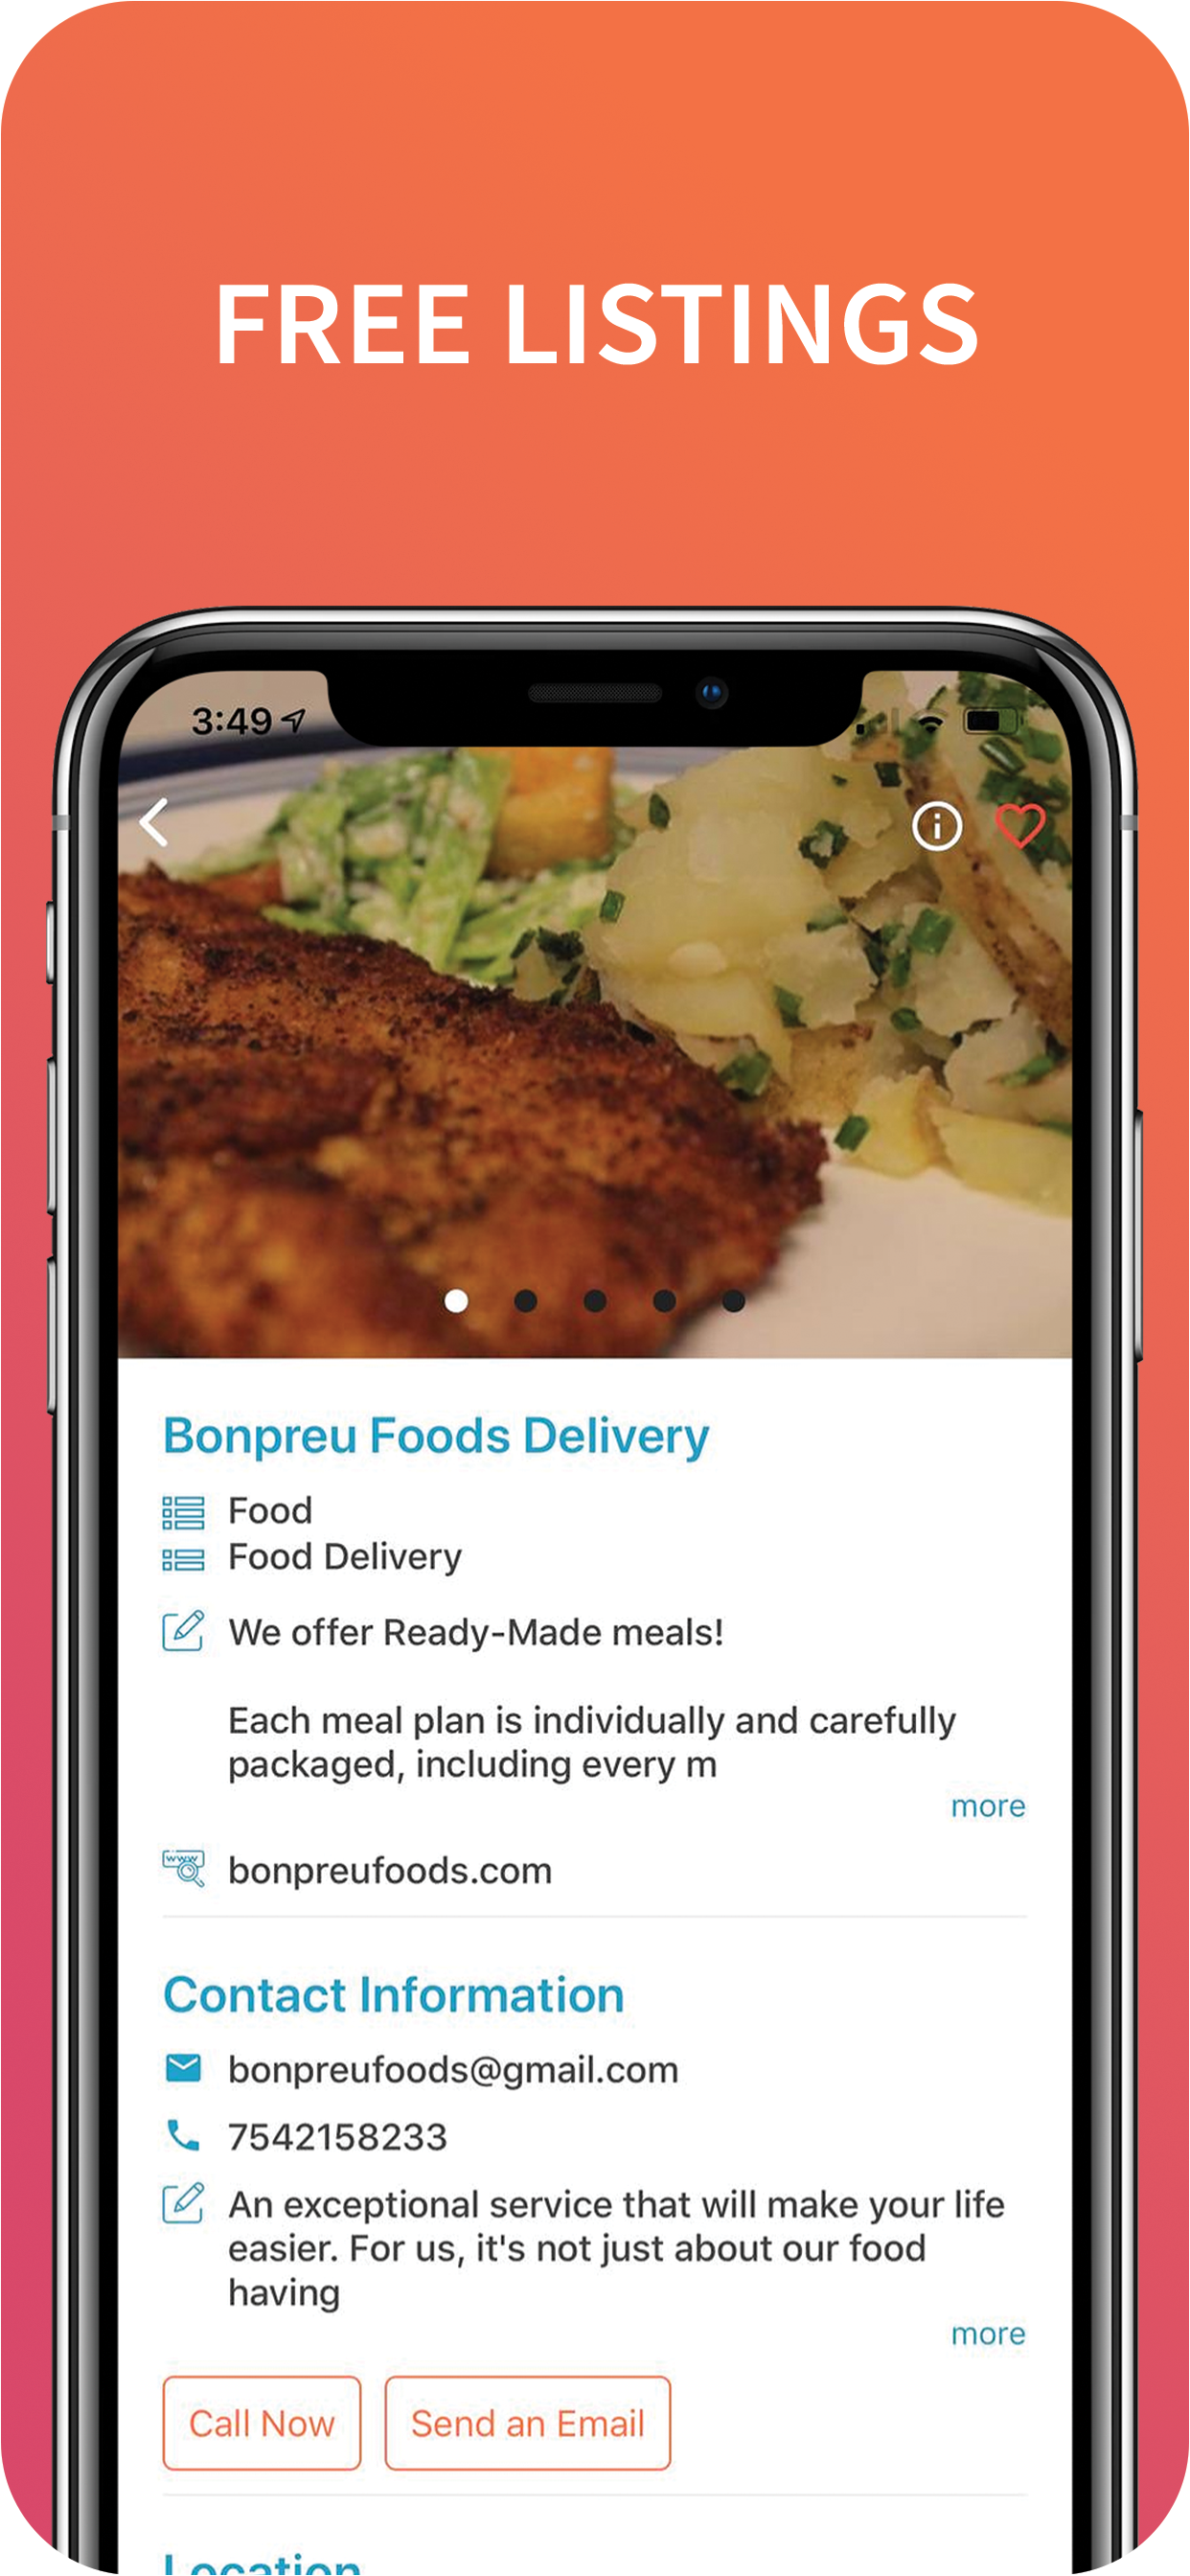 FREE LISTINGS
3:49
Bonpreu Foods Delivery
Food
Food Delivery
We offer Ready-Made meals!
Each meal plan is individually and carefully
packaged, including every m
more
www
bonpreufoods.com
Contact Information
bonpreufoods@gmail.com
7542158233
An exceptional service that will make your life
easier. For us, it's not just about our food
having
more
Call Now
Send an Email
Location